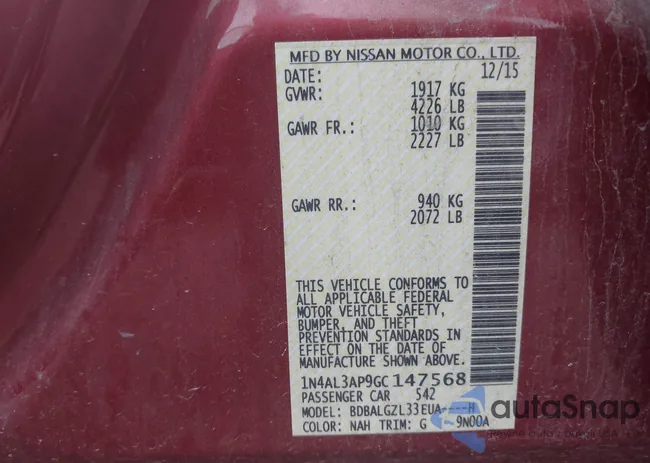 MFD BY NISSAN MOTOR CO., LTD.
DATE: 12/15
GVWR: 1917 KG
4226 LB
GAWR FR.: 1010 KG
2227 LB
GAWR RR.: 940 KG
2072 LB
THIS VEHICLE CONFORMS TO
ALL APPLICABLE FEDERAL
MOTOR VEHICLE SAFETY,
BUMPER, AND THEFT
PREVENTION STANDARDS IN
EFFECT ON THE DATE OF
MANUFACTURE SHOWN ABOVE.
1N4AL3AP9GC147568
PASSENGER CAR 542
MODEL: BDBALGZL33EUA----H
COLOR: NAH TRIM: G 9N00A
autoSnap